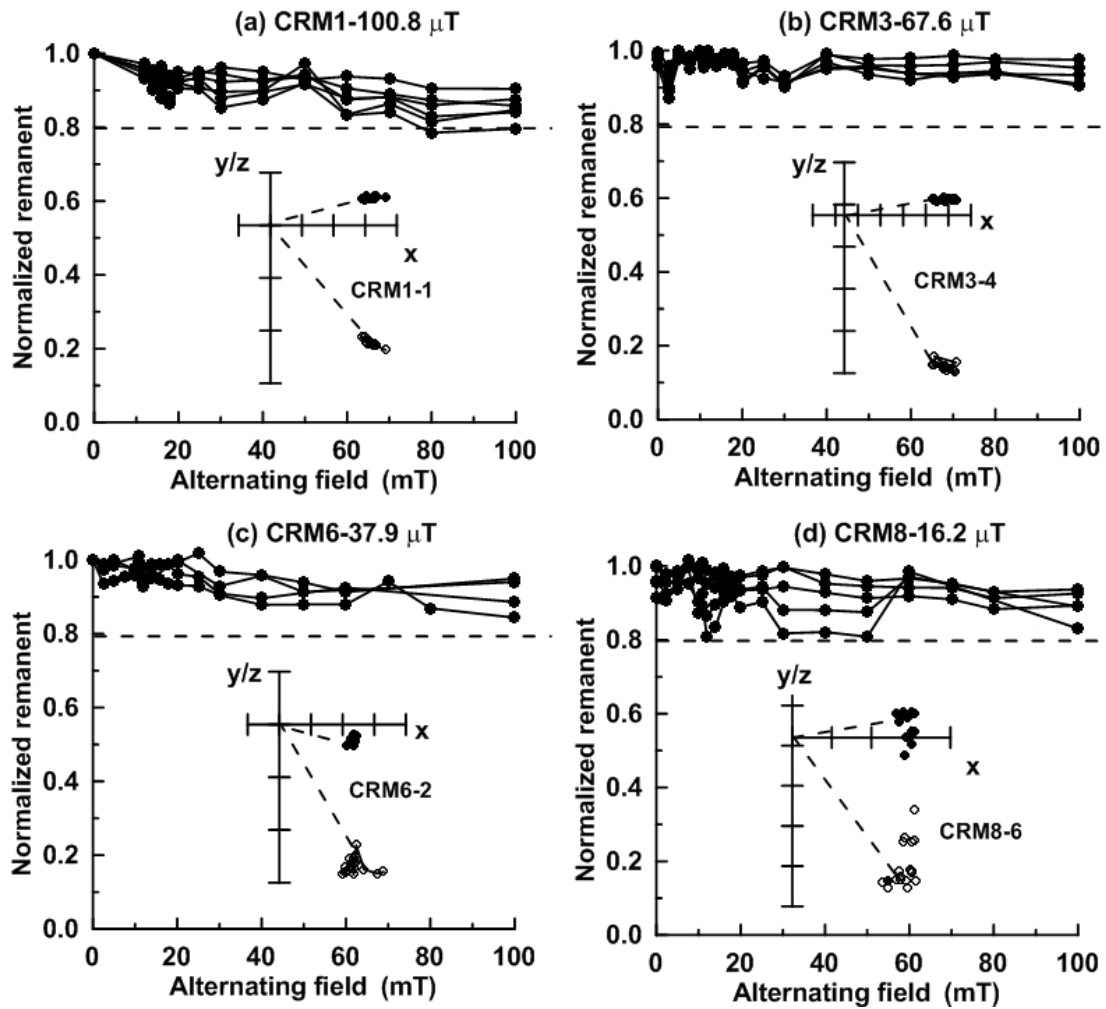 (a) CRM1-100.8 μT
Normalized remanent
1.0
0.8
0.6
0.4
0.2
0.0
y/z
x
CRM1-1
0 20 40 60 80 100
Alternating field (mT)
(b) CRM3-67.6 μT
Normalized remanent
1.0
0.8
0.6
0.4
0.2
0.0
y/z
x
CRM3-4
0 20 40 60 80 100
Alternating field (mT)
(c) CRM6-37.9 μT
Normalized remanent
1.0
0.8
0.6
0.4
0.2
0.0
y/z
x
CRM6-2
0 20 40 60 80 100
Alternating field (mT)
(d) CRM8-16.2 μT
Normalized remanent
1.0
0.8
0.6
0.4
0.2
0.0
y/z
x
CRM8-6
0 20 40 60 80 100
Alternating field (mT)